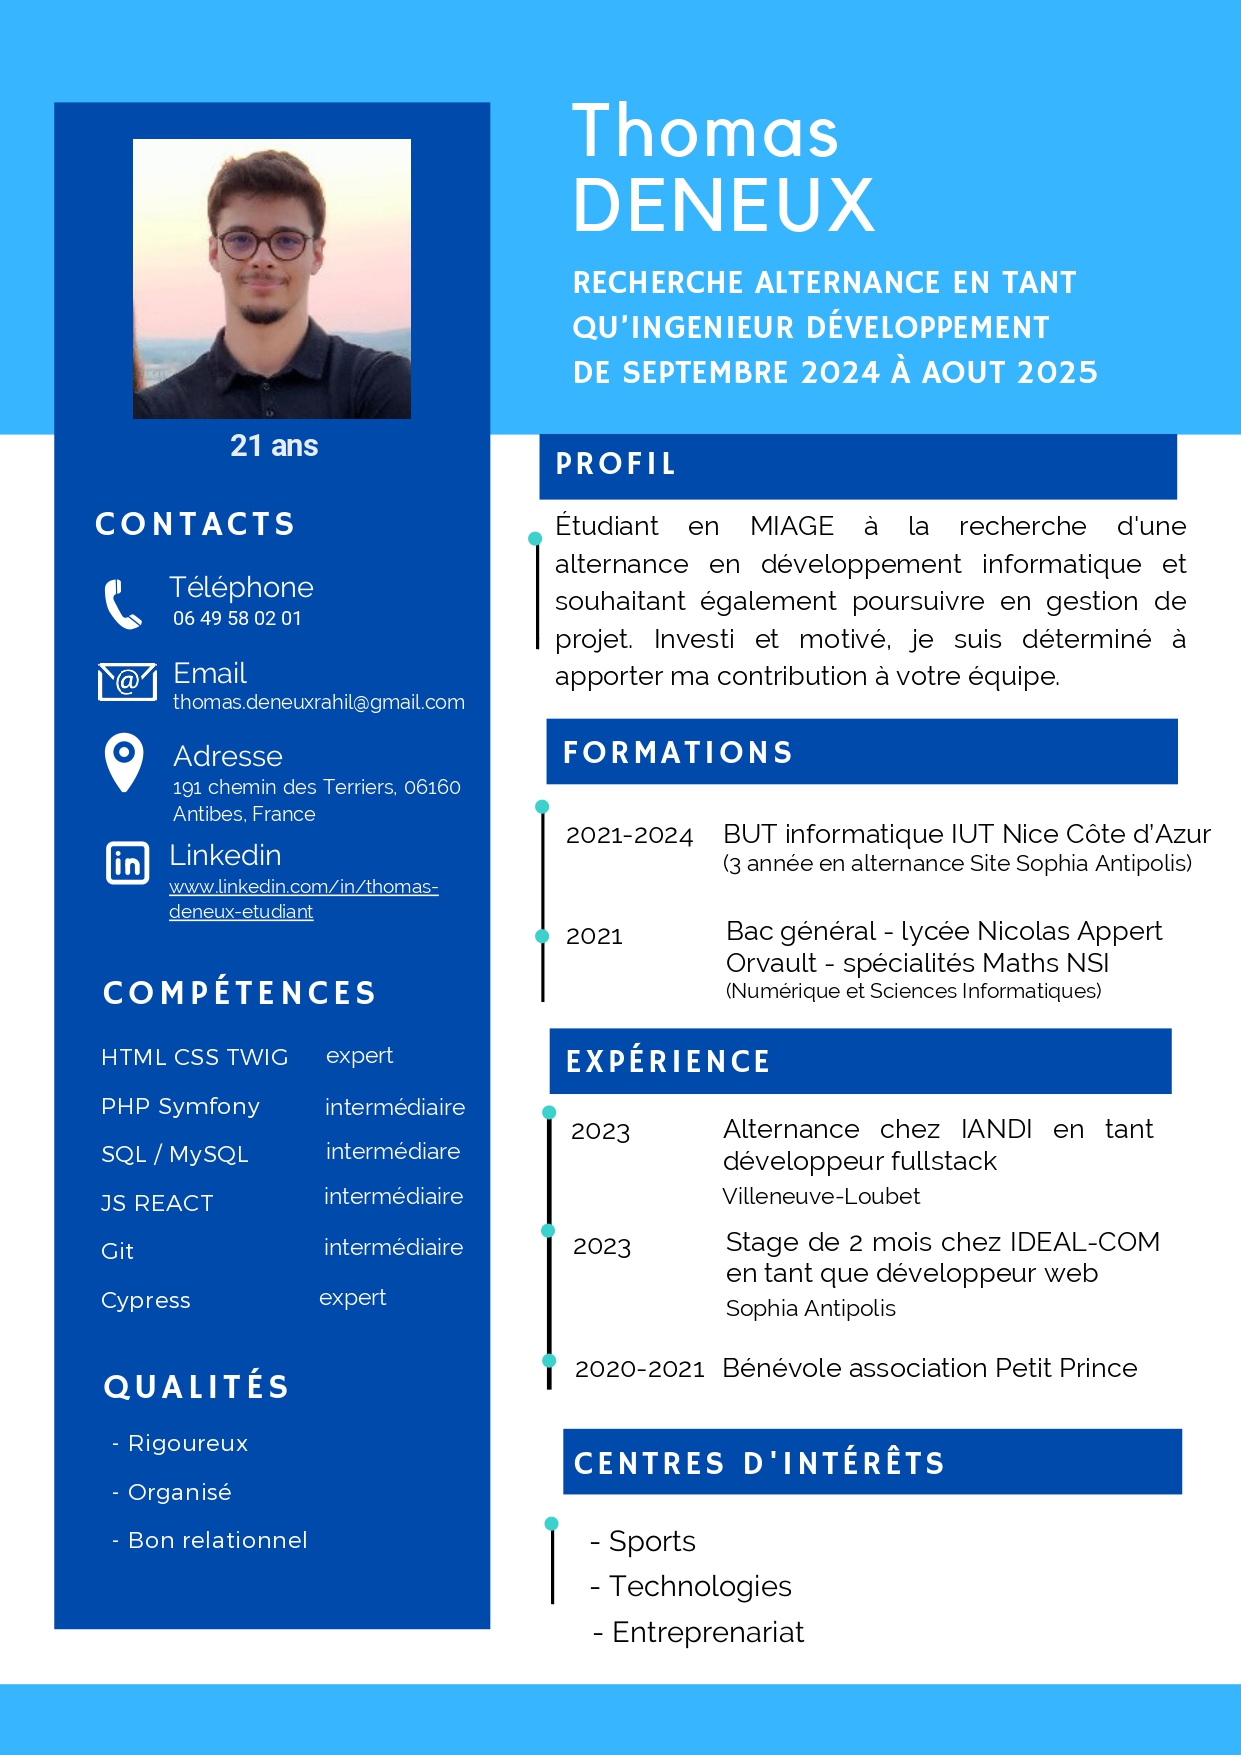 Thomas
DENEUX
RECHERCHE ALTERNANCE EN TANT
QU'INGENIEUR DÉVELOPPEMENT
DE SEPTEMBRE 2024 À AOUT 2025
21 ans
CONTACTS
Téléphone
06 49 58 02 01
Email
thomas.deneuxrahil@gmail.com
Adresse
191 chemin des Terriers, 06160
Antibes, France
Linkedin
www.linkedin.com/in/thomas-
deneux-etudiant
COMPÉTENCES
HTML CSS TWIG expert
PHP Symfony intermédiaire
SQL / MySQL intermédiare
JS REACT intermédiaire
Git intermédiaire
Cypress expert
QUALITÉS
- Rigoureux
- Organisé
- Bon relationnel
PROFIL
Étudiant en MIAGE à la recherche d'une
alternance en développement informatique et
souhaitant également poursuivre en gestion de
projet. Investi et motivé, je suis déterminé à
apporter ma contribution à votre équipe.
FORMATIONS
2021-2024 BUT informatique IUT Nice Côte d'Azur
(3 année en alternance Site Sophia Antipolis)
2021 Bac général - lycée Nicolas Appert
Orvault - spécialités Maths NSI
(Numérique et Sciences Informatiques)
EXPÉRIENCE
2023 Alternance chez IANDI en tant
développeur fullstack
Villeneuve-Loubet
2023 Stage de 2 mois chez IDEAL-COM
en tant que développeur web
Sophia Antipolis
2020-2021 Bénévole association Petit Prince
CENTRES D'INTÉRÊTS
- Sports
- Technologies
- Entreprenariat